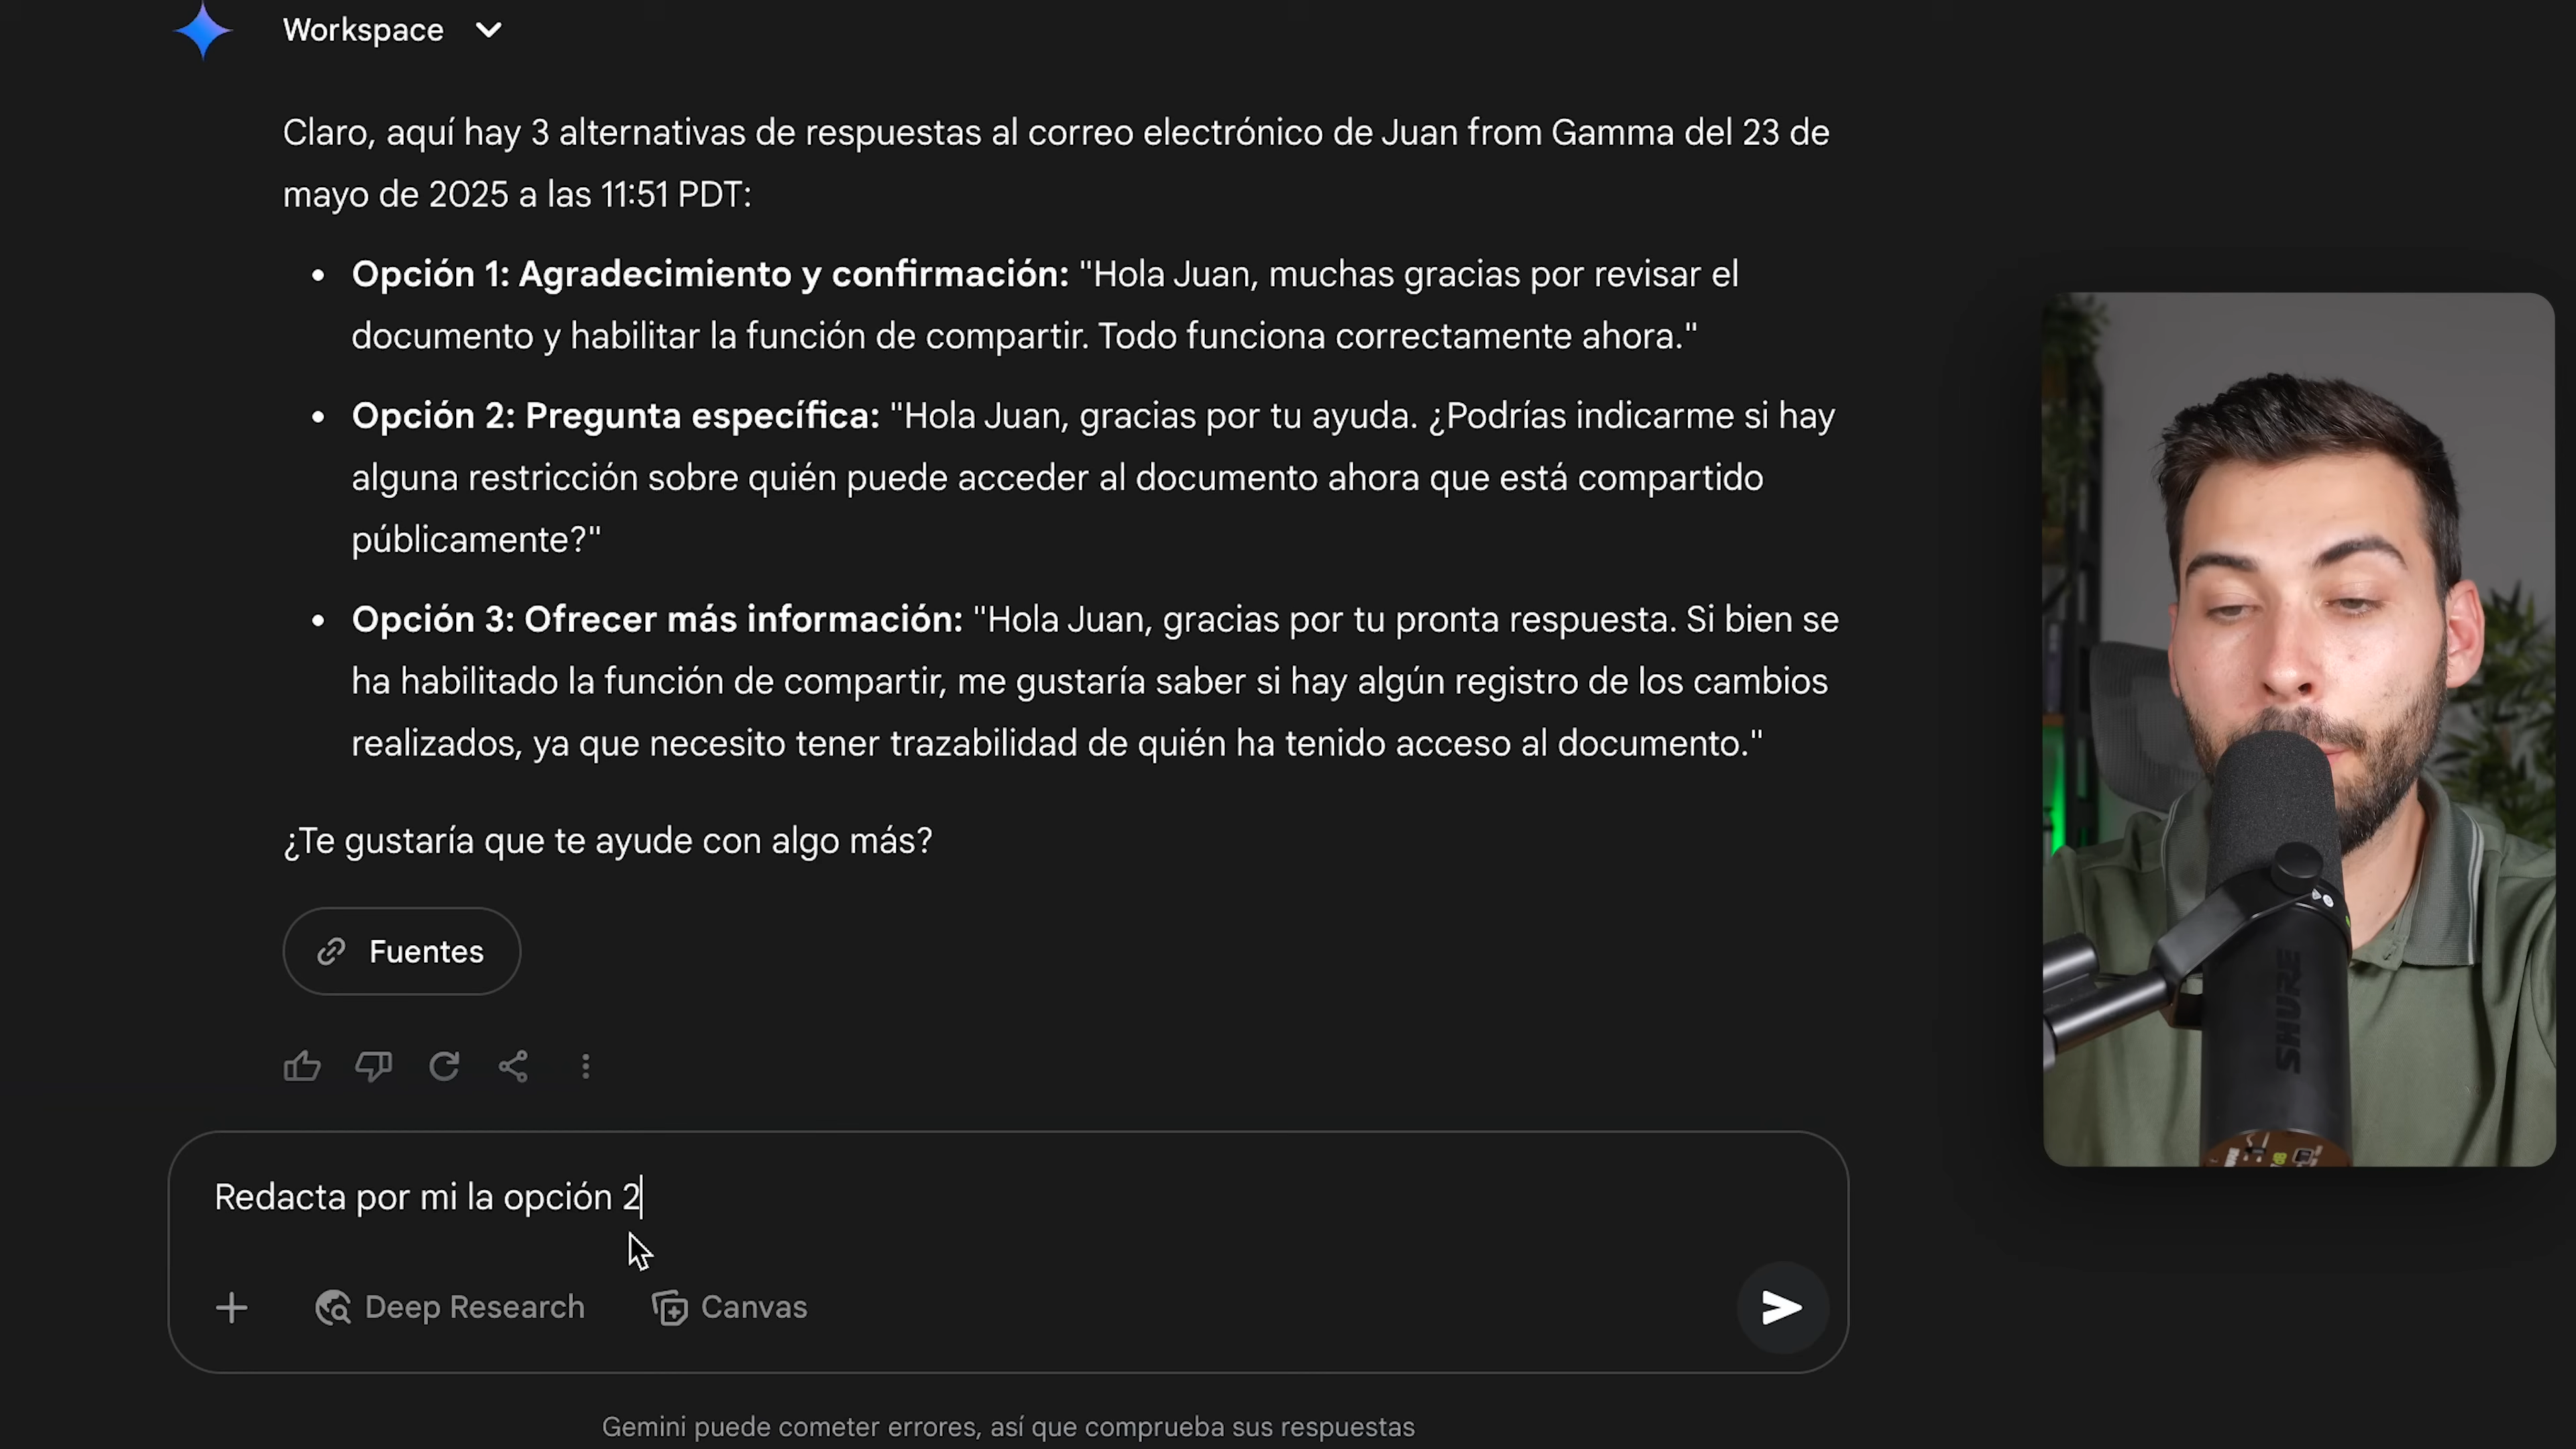 Workspace
Claro, aquí hay 3 alternativas de respuestas al correo electrónico de Juan from Gamma del 23 de
mayo de 2025 a las 11:51 PDT:
• Opción 1: Agradecimiento y confirmación: "Hola Juan, muchas gracias por revisar el
documento y habilitar la función de compartir. Todo funciona correctamente ahora."
• Opción 2: Pregunta específica: "Hola Juan, gracias por tu ayuda. ¿Podrías indicarme si hay
alguna restricción sobre quién puede acceder al documento ahora que está compartido
públicamente?"
• Opción 3: Ofrecer más información: "Hola Juan, gracias por tu pronta respuesta. Si bien se
ha habilitado la función de compartir, me gustaría saber si hay algún registro de los cambios
realizados, ya que necesito tener trazabilidad de quién ha tenido acceso al documento."
¿Te gustaría que te ayude con algo más?
Fuentes
Redacta por mi la opción 2
Deep Research
Canvas
Gemini puede cometer errores, así que comprueba sus respuestas
SHURE